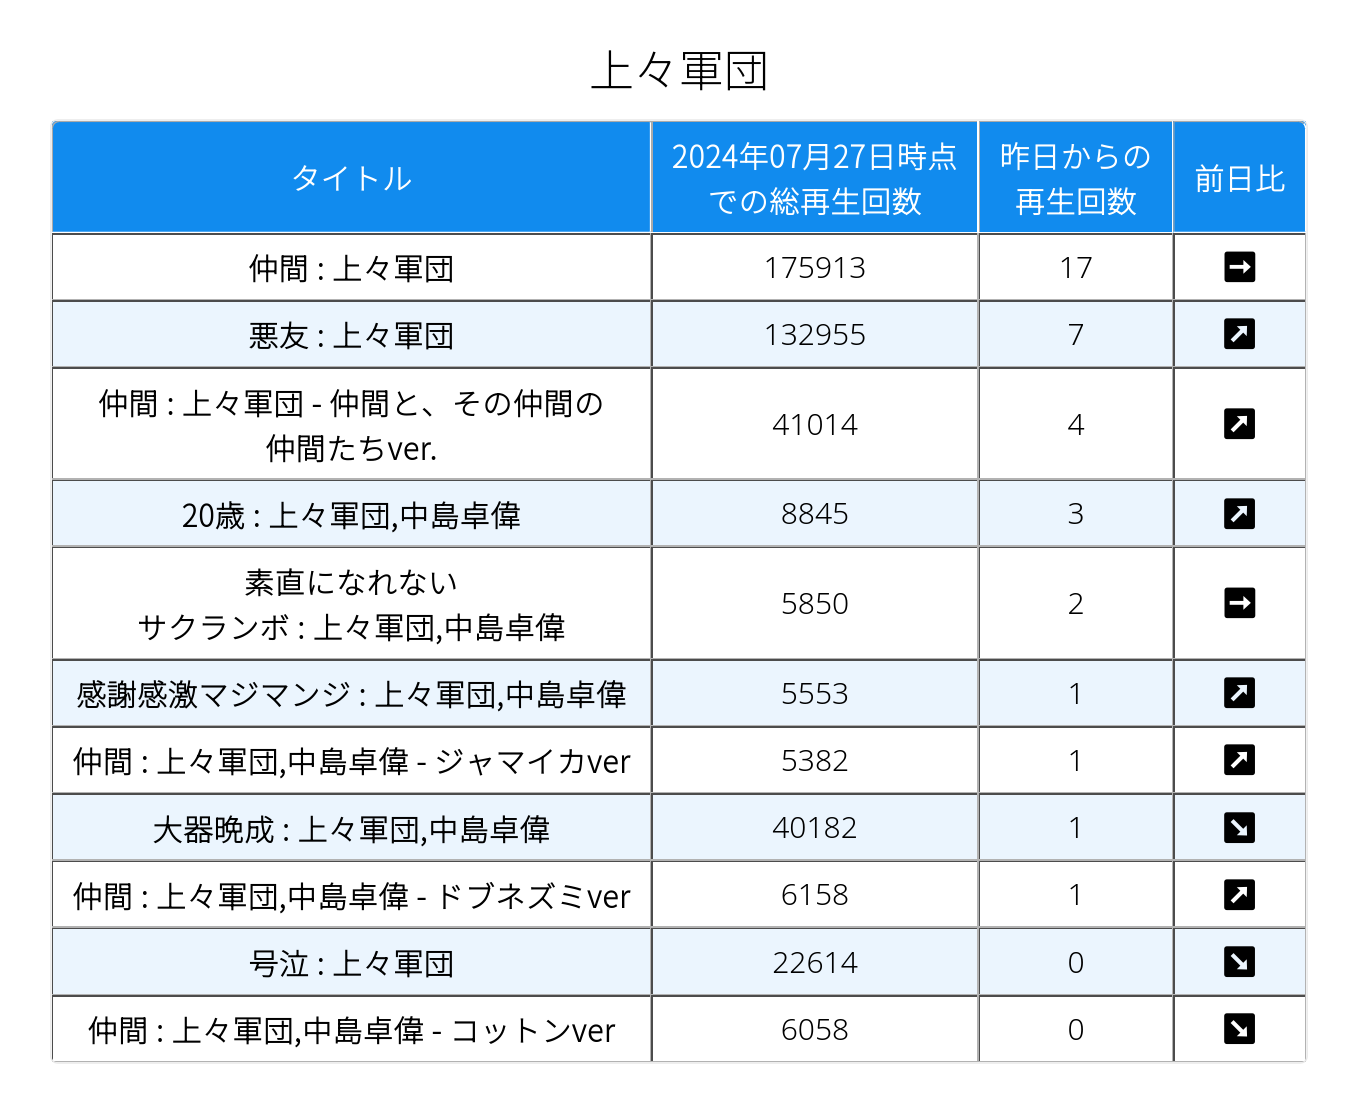 上々軍団
タイトル
2024年07月27日時点
での総再生回数
昨日からの
再生回数
前日比
仲間 : 上々軍団
175913
17
悪友 : 上々軍団
132955
7
仲間 : 上々軍団 - 仲間と、その仲間の
仲間たちver.
41014
4
20歳 : 上々軍団,中島卓偉
8845
3
素直になれない
サクランボ : 上々軍団,中島卓偉
5850
2
感謝感激マジマンジ : 上々軍団,中島卓偉
5553
1
仲間 : 上々軍団,中島卓偉 - ジャマイカver
5382
1
大器晩成 : 上々軍団,中島卓偉
40182
1
仲間 : 上々軍団,中島卓偉 - ドブネズミver
6158
1
号泣 : 上々軍団
22614
0
仲間 : 上々軍団,中島卓偉 - コットンver
6058
0